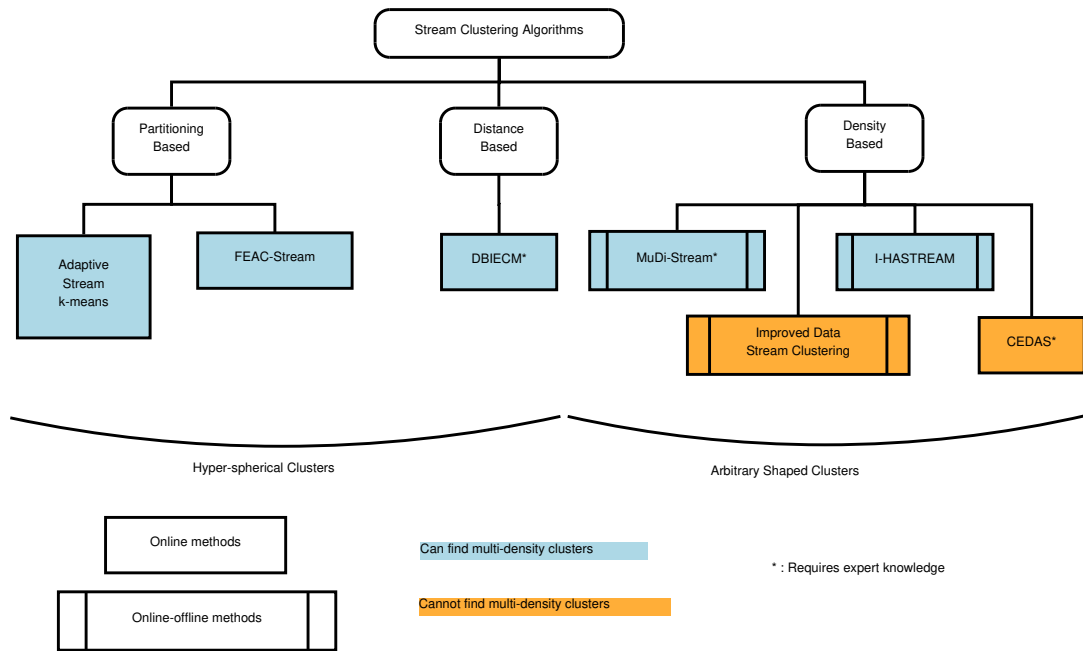 Stream Clustering Algorithms
Partitioning
Based
Distance
Based
Density
Based
Adaptive
Stream
k-means
FEAC-Stream
DBIECM*
MuDi-Stream*
I-HASTREAM
Improved Data
Stream Clustering
CEDAS*
Hyper-spherical Clusters
Arbitrary Shaped Clusters
Online methods
Can find multi-density clusters
* : Requires expert knowledge
Online-offline methods
Cannot find multi-density clusters